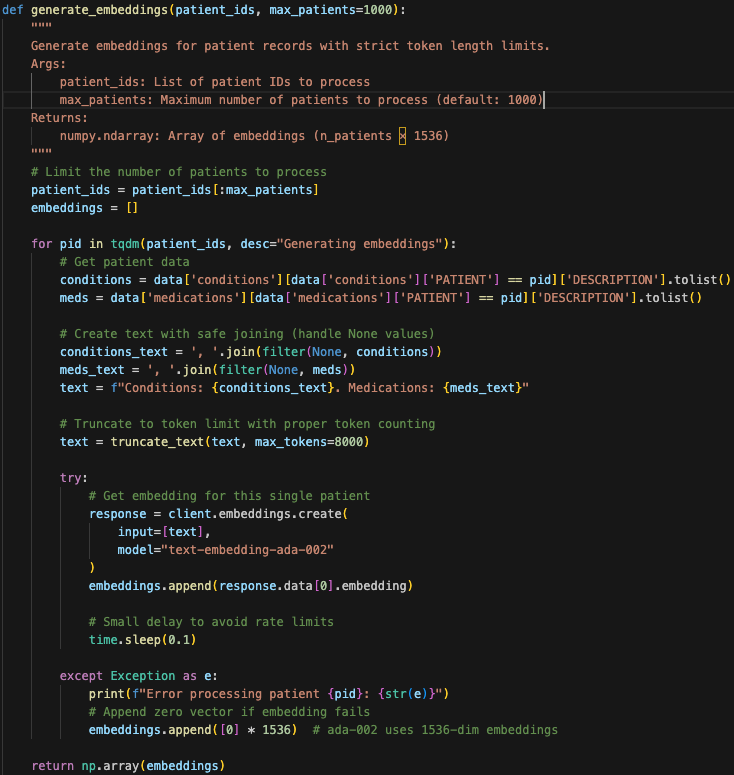 def generate_embeddings(patient_ids, max_patients=1000):
"""
Generate embeddings for patient records with strict token length limits.
Args:
patient_ids: List of patient IDs to process
max_patients: Maximum number of patients to process (default: 1000)
Returns:
numpy.ndarray: Array of embeddings (n_patients × 1536)
"""
# Limit the number of patients to process
patient_ids = patient_ids[:max_patients]
embeddings = []
for pid in tqdm(patient_ids, desc="Generating embeddings"):
# Get patient data
conditions = data['conditions'][data['conditions']['PATIENT'] == pid]['DESCRIPTION'].tolist()
meds = data['medications'][data['medications']['PATIENT'] == pid]['DESCRIPTION'].tolist()
# Create text with safe joining (handle None values)
conditions_text = ', '.join(filter(None, conditions))
meds_text = ', '.join(filter(None, meds))
text = f"Conditions: {conditions_text}. Medications: {meds_text}"
# Truncate to token limit with proper token counting
text = truncate_text(text, max_tokens=8000)
try:
# Get embedding for this single patient
response = client.embeddings.create(
input=[text],
model="text-embedding-ada-002"
)
embeddings.append(response.data[0].embedding)
# Small delay to avoid rate limits
time.sleep(0.1)
except Exception as e:
print(f"Error processing patient {pid}: {str(e)}")
# Append zero vector if embedding fails
embeddings.append([0] * 1536)  # ada-002 uses 1536-dim embeddings
return np.array(embeddings)